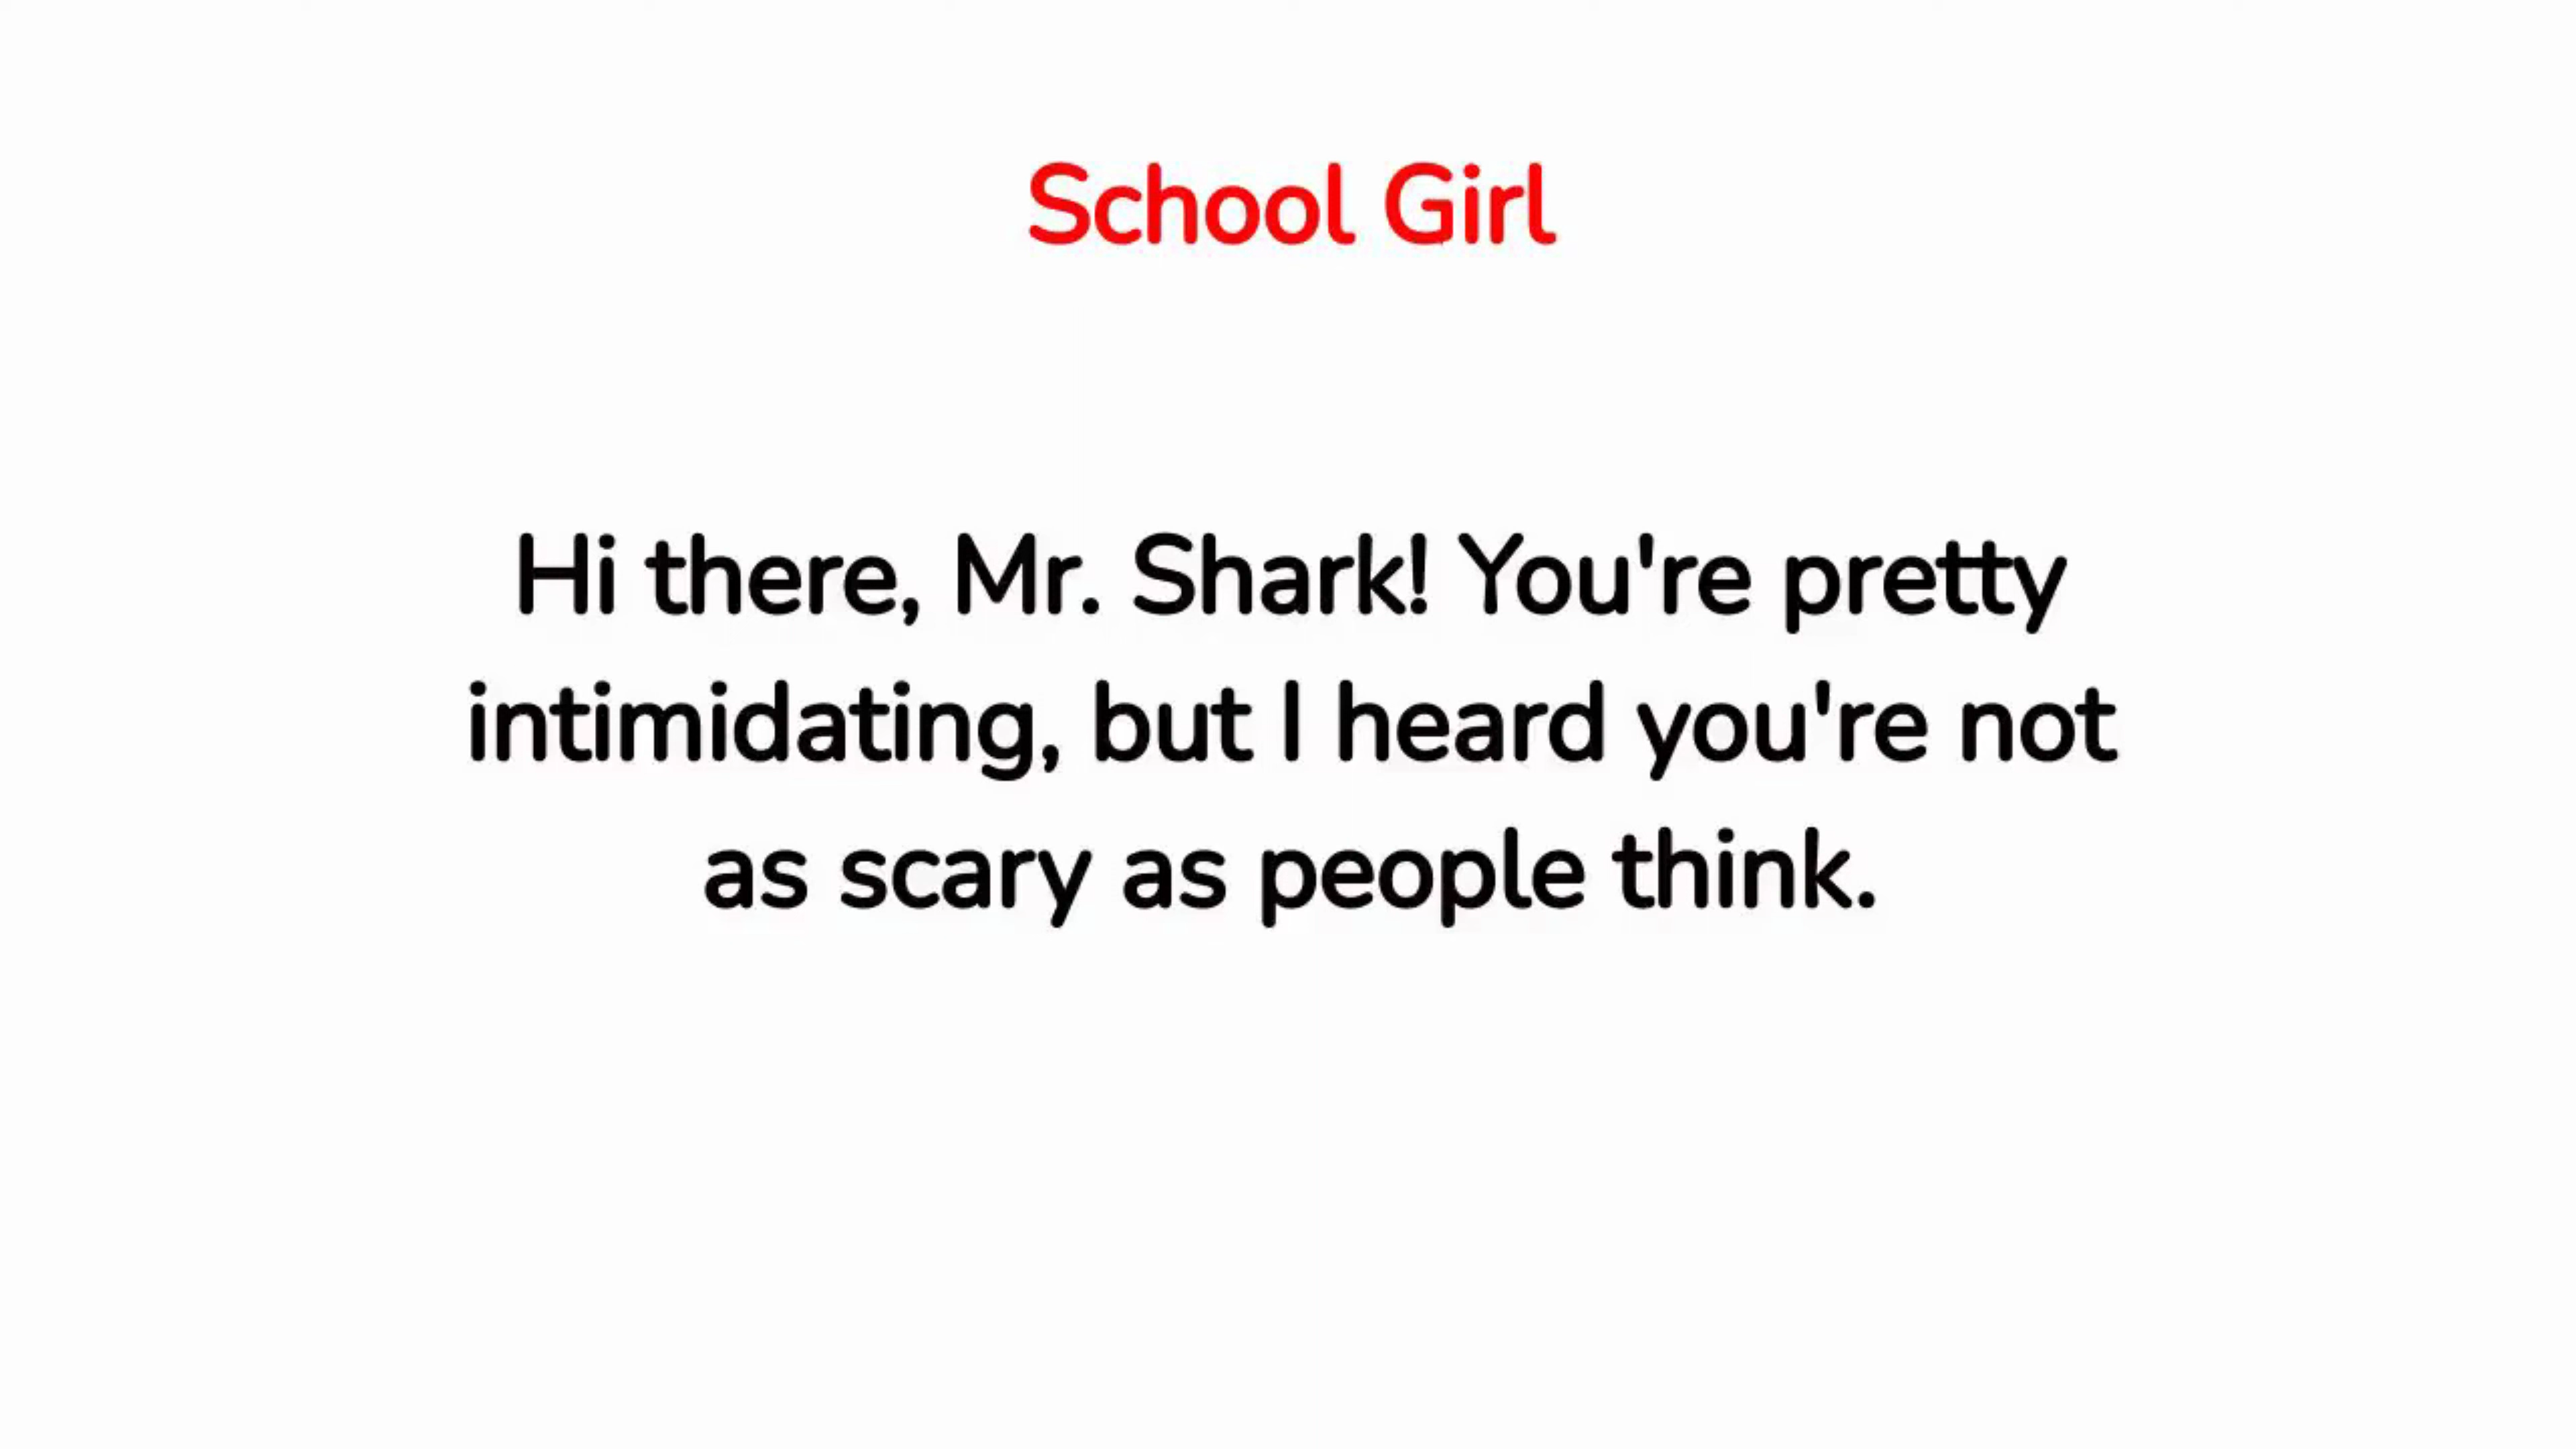 School Girl
Hi there, Mr. Shark! You're pretty
intimidating, but I heard you're not
as scary as people think.